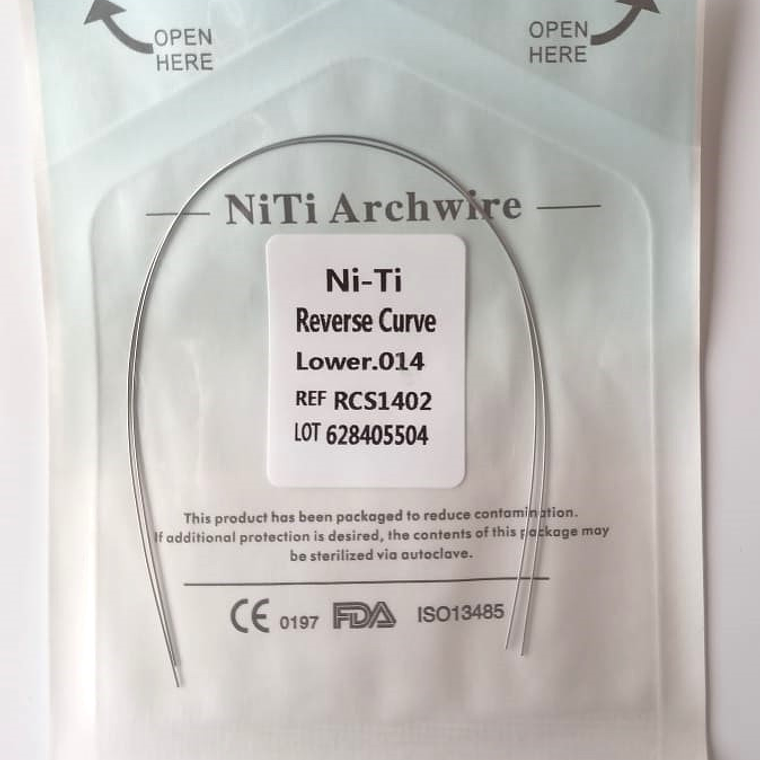 OPEN HERE
OPEN HERE
NiTi Archwire
Ni-Ti
Reverse Curve
Lower.014
REF RCS1402
LOT 628405504
This product has been packaged to reduce contamination.
If additional protection is desired, the contents of this package may
be sterilized via autoclave.
CE 0197 FDA ISO13485